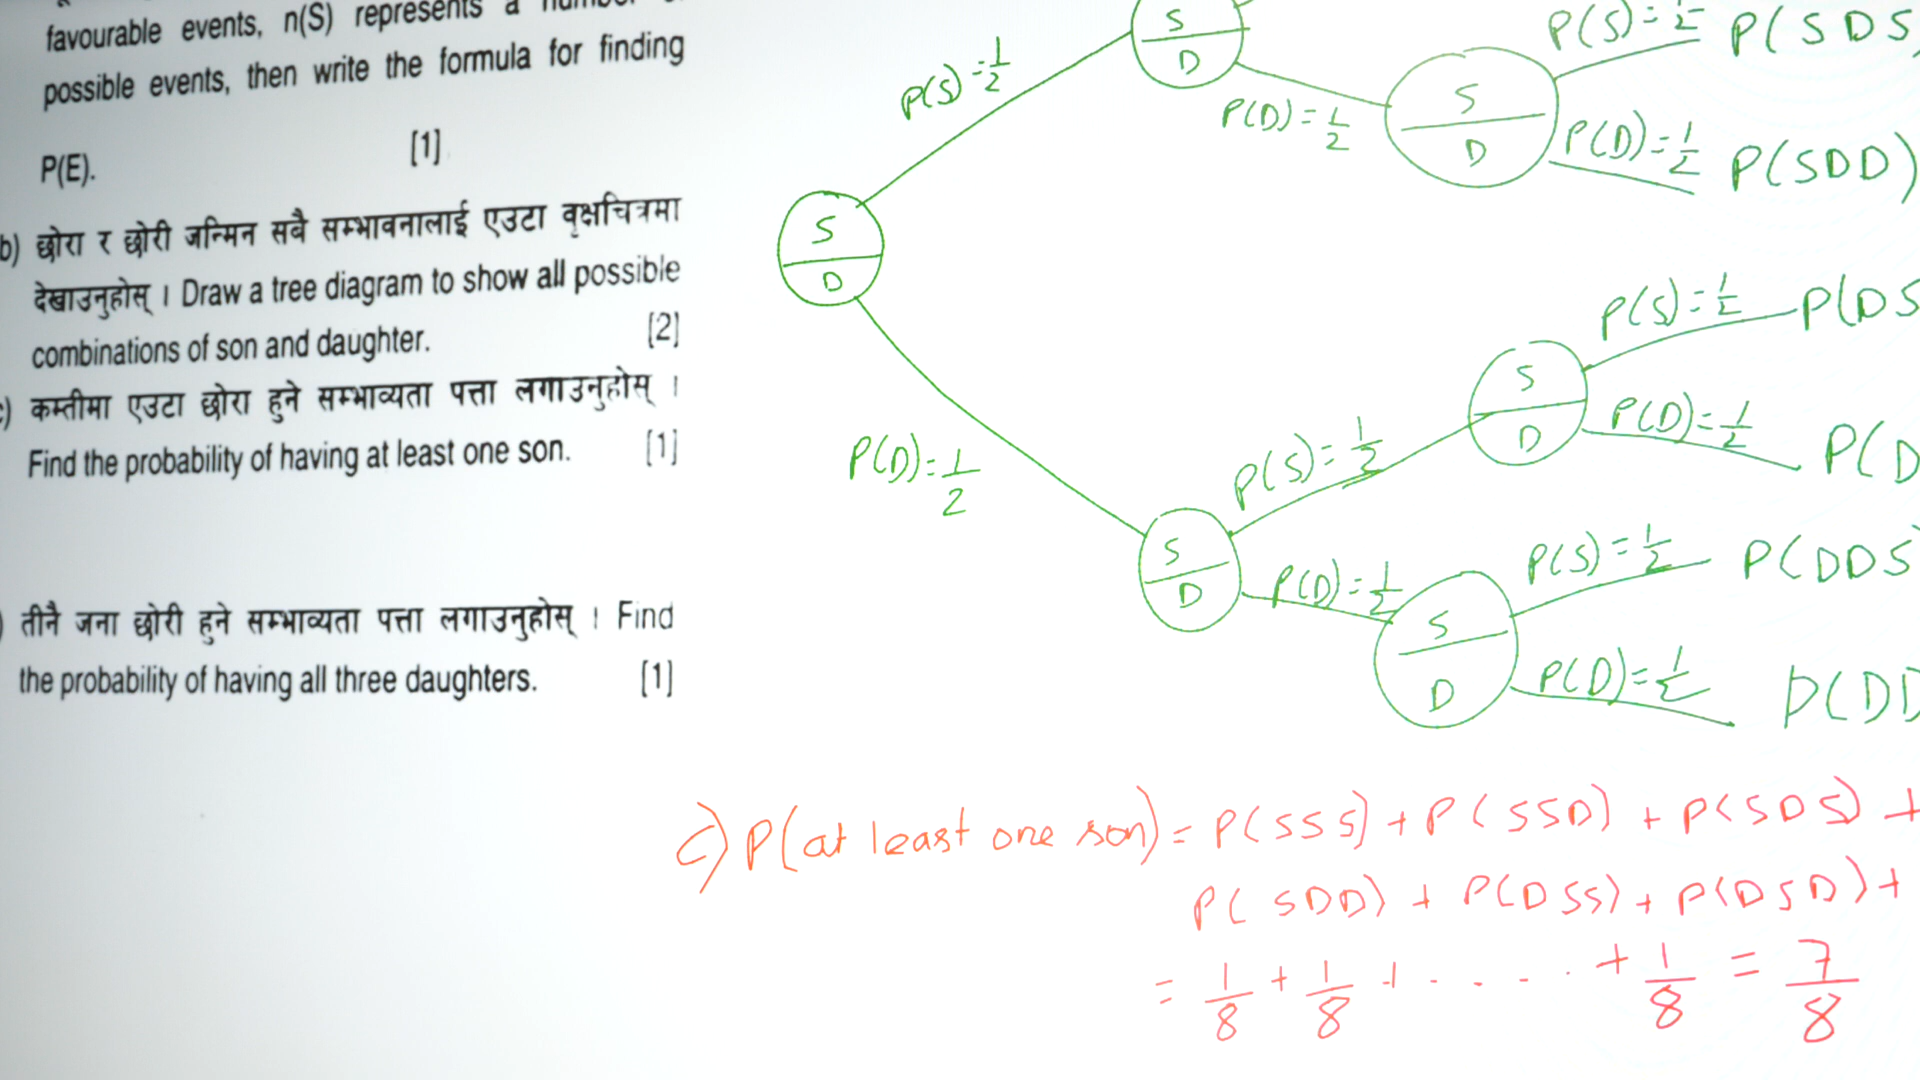 favourable events, n(S) represents a
possible events, then write the formula for finding
P(E). [1]
b) छोरा र छोरी जन्मिन सक्ने सम्भावनालाई एउटा वृक्षचित्रमा
देखाउनुहोस् । Draw a tree diagram to show all possible
combinations of son and daughter. [2]
कम्तीमा एउटा छोरा हुने सम्भाव्यता पत्ता लगाउनुहोस् ।
Find the probability of having at least one son. [1]
तीनै जना छोरी हुने सम्भाव्यता पत्ता लगाउनुहोस् । Find
the probability of having all three daughters. [1]
S
D
P(S)=1/2
S
D
P(D)=1/2
S
D
P(S)=1/2 P(SDS)
P(D)=1/2 P(SDD)
P(D)=1/2
S
D
P(S)=1/2
S
D
P(S)=1/2 P(DS
P(D)=1/2 P(D
P(D)=1/2
S
D
P(S)=1/2 P(DDS
P(D)=1/2 P(DD
c) P(at least one son) = P(SSS) + P(SSD) + P(SDS) +
P(SDD) + P(DSS) + P(DSD) +
= 1/8 + 1/8 + . . . . + 1/8 = 7/8